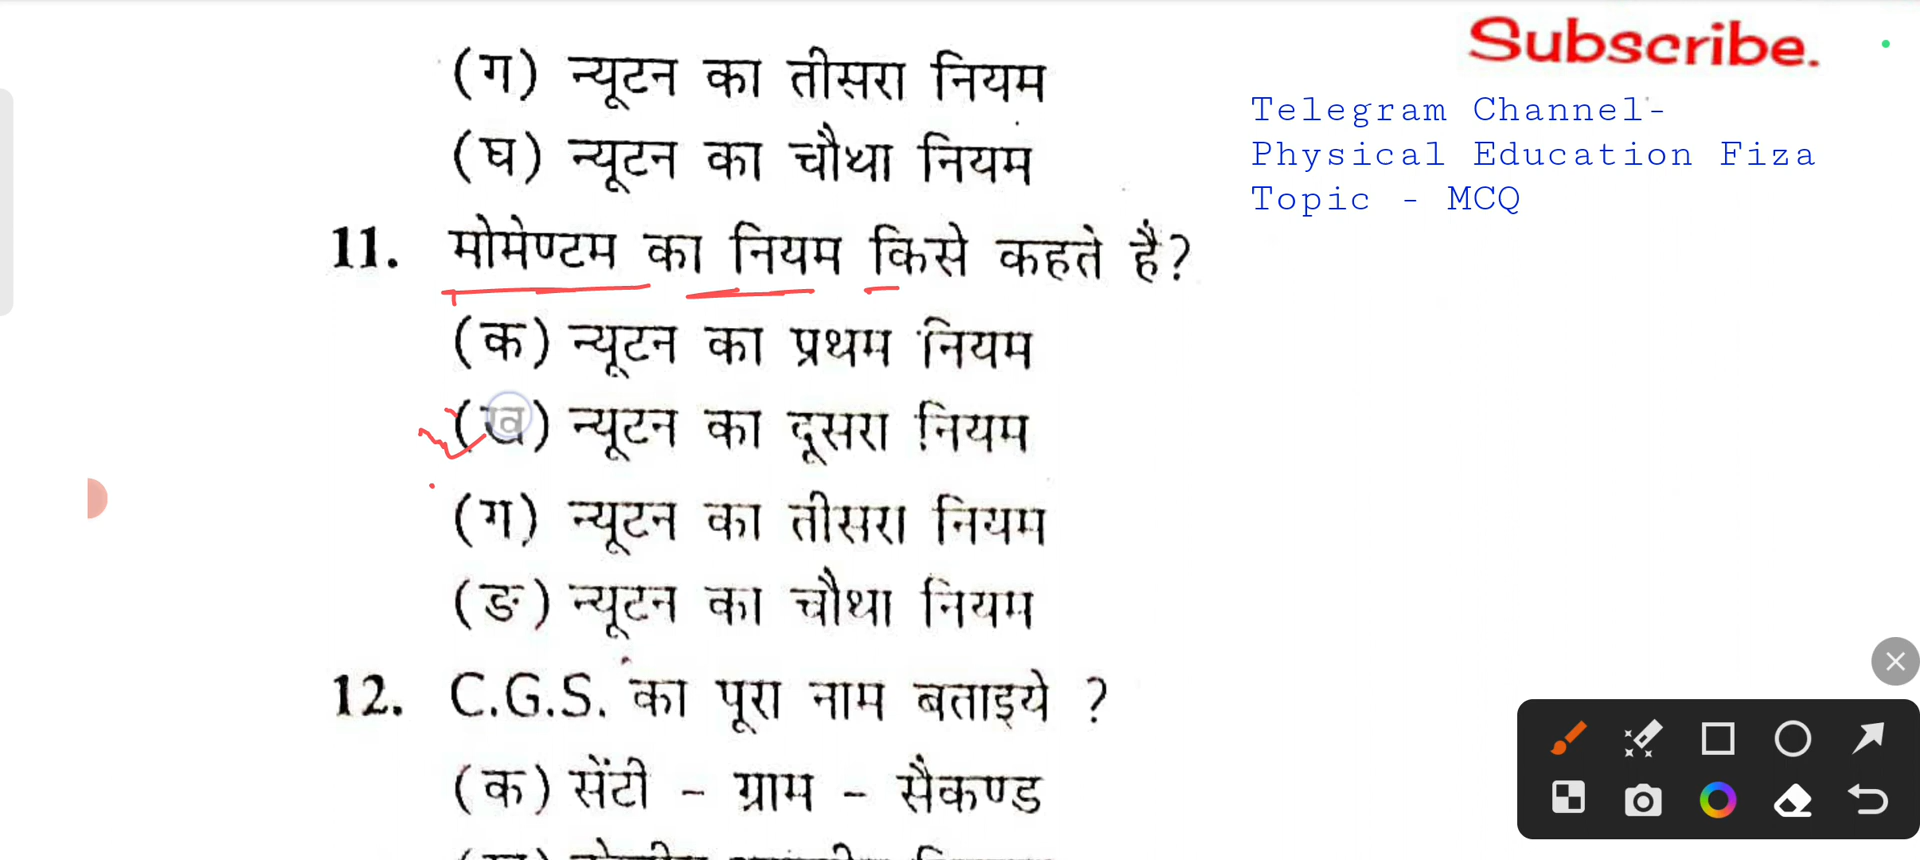 Subscribe.
Telegram Channel-
Physical Education Fiza
Topic - MCQ
(ग) न्यूटन का तीसरा नियम
(घ) न्यूटन का चौथा नियम
11. मोमेण्टम का नियम किसे कहते हैं?
(क) न्यूटन का प्रथम नियम
(ख) न्यूटन का दूसरा नियम
(ग) न्यूटन का तीसरा नियम
(ङ) न्यूटन का चौथा नियम
12. C.G.S. का पूरा नाम बताइये ?
(क) सेंटी - ग्राम - सैकण्ड